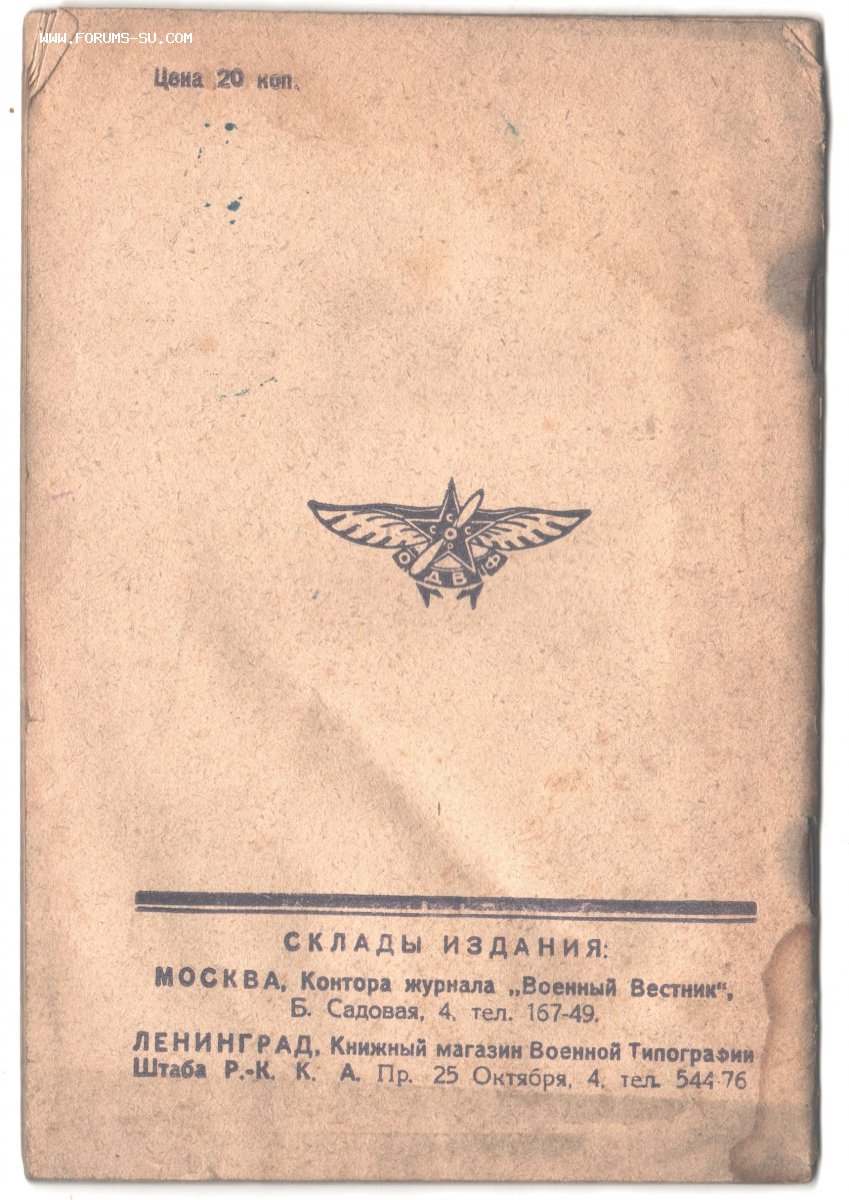 WWW.FORUMS-SU.COM
Цена 20 коп.
С С С Р
О Д В Ф
СКЛАДЫ ИЗДАНИЯ:
МОСКВА, Контора журнала „Военный Вестник“,
Б. Садовая, 4, тел. 167-49.
ЛЕНИНГРАД, Книжный магазин Военной Типографии
Штаба Р.-К. К. А. Пр. 25 Октября, 4, тел. 544-76